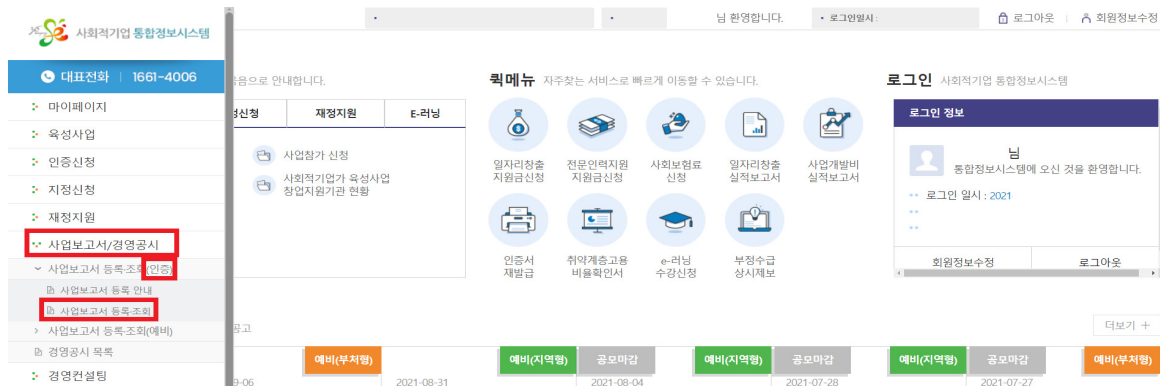 사회적기업 통합정보시스템
님 환영합니다.
• 로그인일시 :
로그아웃
회원정보수정
대표전화 | 1661-4006
마이페이지
육성사업
인증신청
지정신청
재정지원
사업보고서/경영공시
사업보고서 등록·조회(인증)
사업보고서 등록 안내
사업보고서 등록·조회
사업보고서 등록·조회(예비)
경영공시 목록
경영컨설팅
음으로 안내합니다.
신청
재정지원
E-러닝
사업참가 신청
사회적기업가 육성사업
창업지원기관 현황
퀵메뉴 자주찾는 서비스로 빠르게 이동할 수 있습니다.
일자리창출
지원금신청
전문인력지원
지원금신청
사회보험료
신청
일자리창출
실적보고서
사업개발비
실적보고서
인증서
재발급
취약계층고용
비율확인서
e-러닝
수강신청
부정수급
상시제보
로그인 사회적기업 통합정보시스템
로그인 정보
님
통합정보시스템에 오신 것을 환영합니다.
로그인 일시 : 2021
회원정보수정
로그아웃
공고
더보기 +
예비(부처형)
예비(지역형)
공모마감
예비(지역형)
공모마감
예비(지역형)
공모마감
예비(부처형)
9-06
2021-08-31
2021-08-04
2021-07-28
2021-07-27